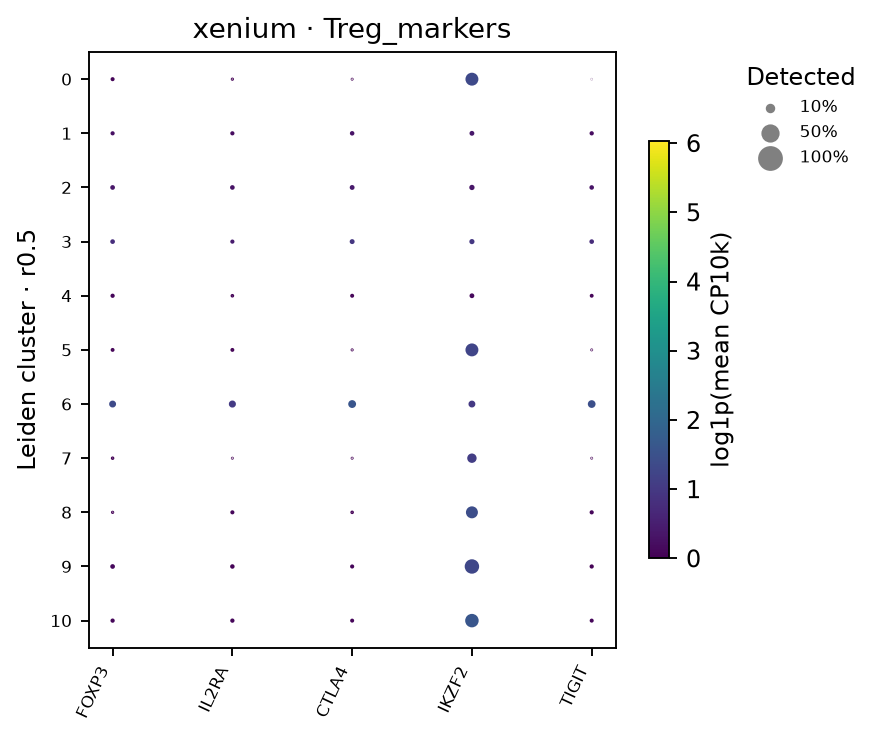 xenium · Treg_markers
Leiden cluster · r0.5
0
1
2
3
4
5
6
7
8
9
10
FOXP3
IL2RA
CTLA4
IKZF2
TIGIT
Detected
10%
50%
100%
6
5
4
3
2
1
0
log1p(mean CP10k)